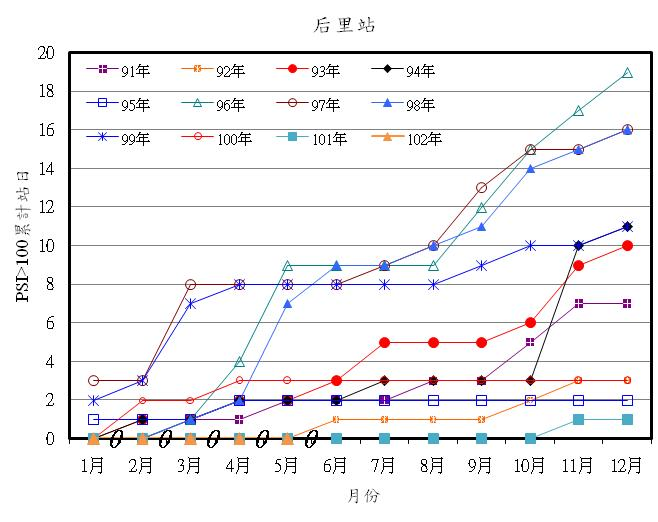 后里站
PSI>100累計站日
20
18
16
14
12
10
8
6
4
2
0
91年 92年 93年 94年
95年 96年 97年 98年
99年 100年 101年 102年
0 0 0 0 0
1月 2月 3月 4月 5月 6月 7月 8月 9月 10月 11月 12月
月份